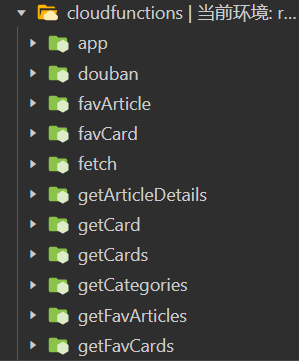 cloudfunctions | 当前环境: r...
app
douban
favArticle
favCard
fetch
getArticleDetails
getCard
getCards
getCategories
getFavArticles
getFavCards